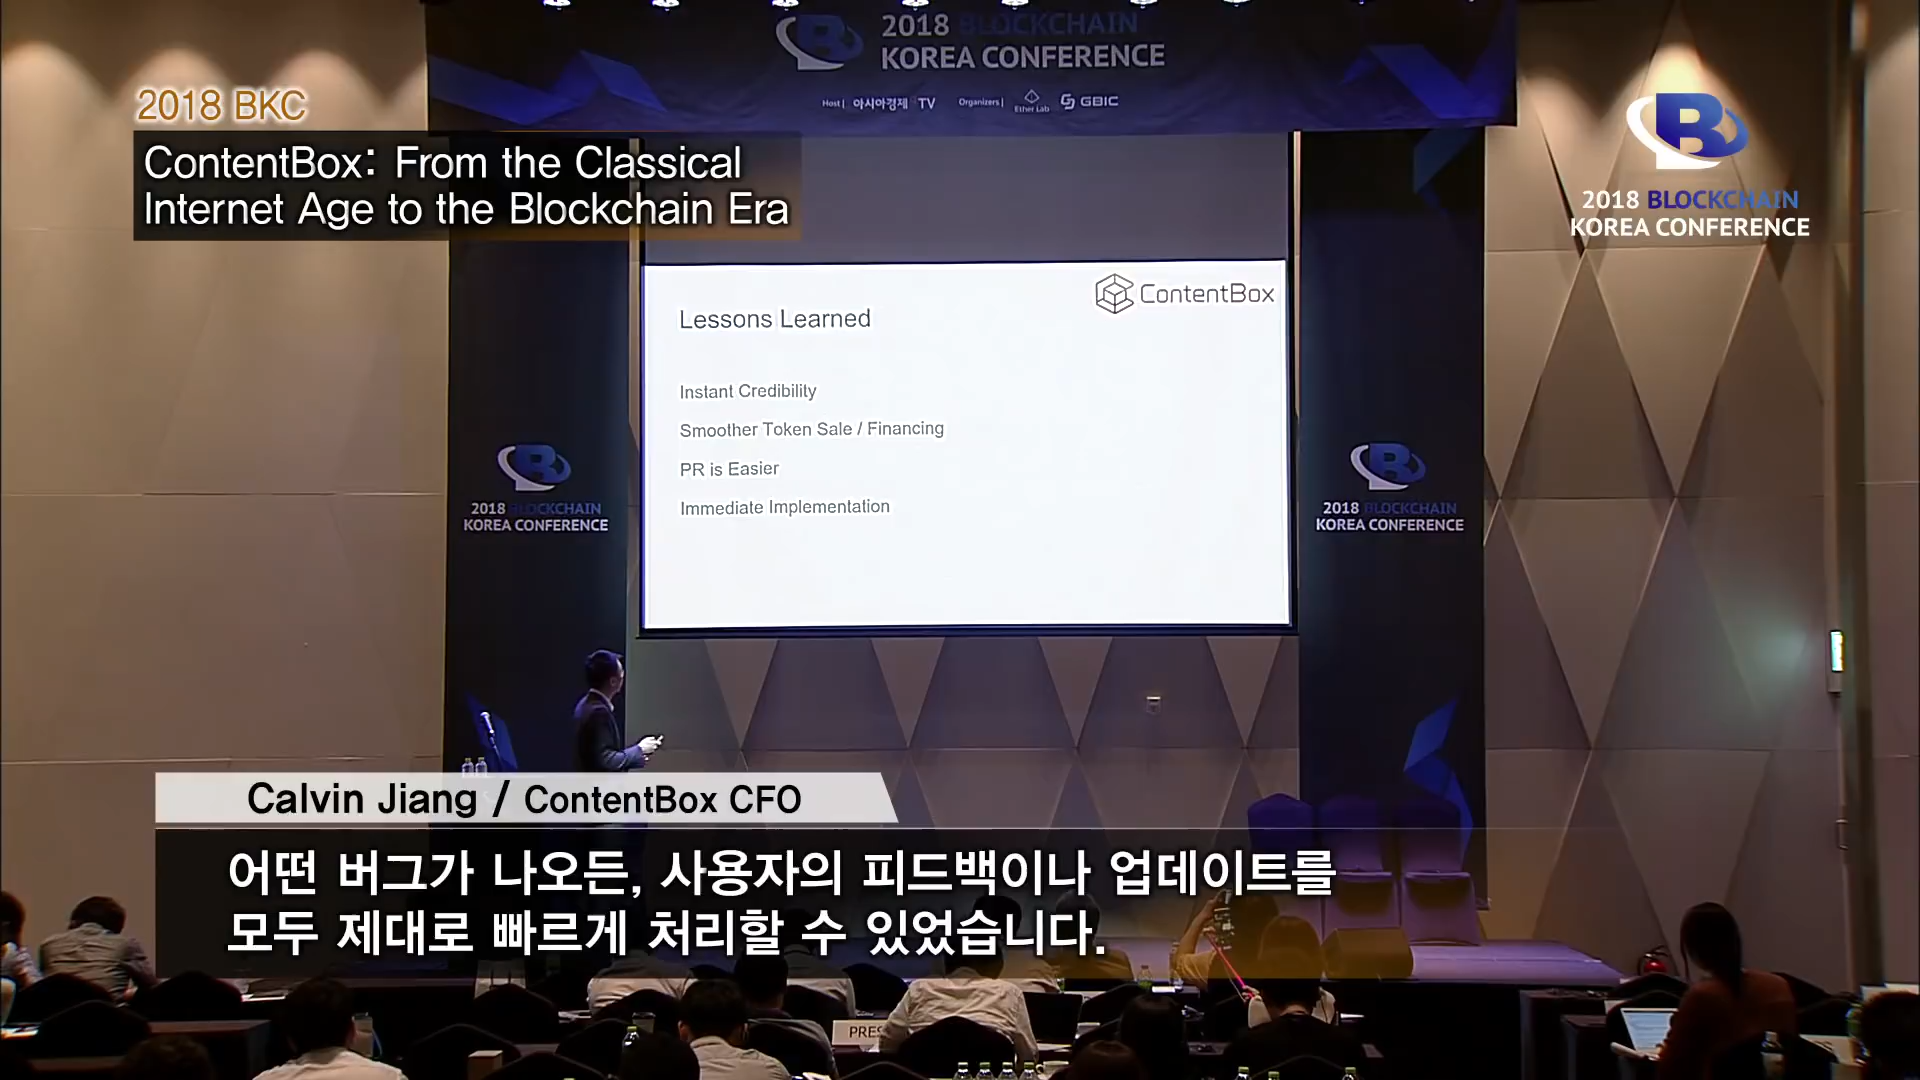 2018 BLOCKCHAIN
KOREA CONFERENCE
Host | 아시아경제 TV Organizers | Ether Lab GBIC
2018 BKC
ContentBox: From the Classical
Internet Age to the Blockchain Era
B
2018 BLOCKCHAIN
KOREA CONFERENCE
ContentBox
Lessons Learned
Instant Credibility
Smoother Token Sale / Financing
PR is Easier
Immediate Implementation
2018 BLOCKCHAIN
KOREA CONFERENCE
2018 BLOCKCHAIN
KOREA CONFERENCE
Calvin Jiang / ContentBox CFO
어떤 버그가 나오든, 사용자의 피드백이나 업데이트를
모두 제대로 빠르게 처리할 수 있었습니다.